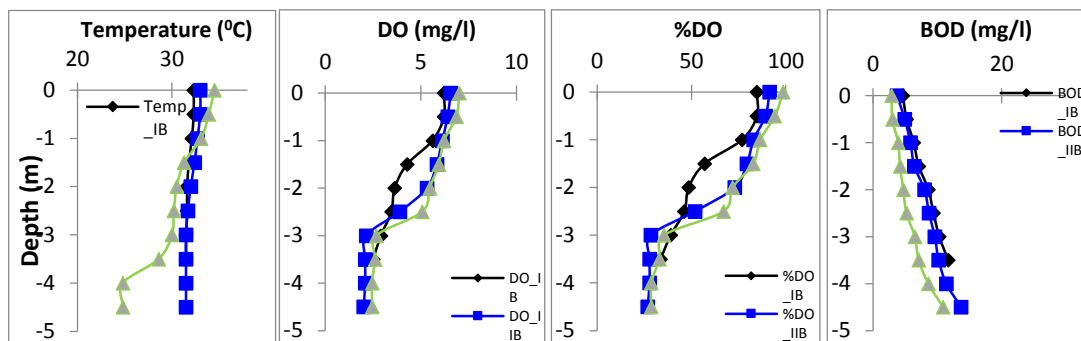 Temperature (⁰C)
20 30
Temp
_IB
0
-1
-2
-3
-4
-5
Depth (m)
DO (mg/l)
0 5 10
0
-1
-2
-3
-4
-5
DO_I
B
DO_I
IB
%DO
0 50 100
0
-1
-2
-3
-4
-5
%DO
_IB
%DO
_IIB
BOD (mg/l)
0 20
0
-1
-2
-3
-4
-5
BOD
_IB
BOD
_IIB